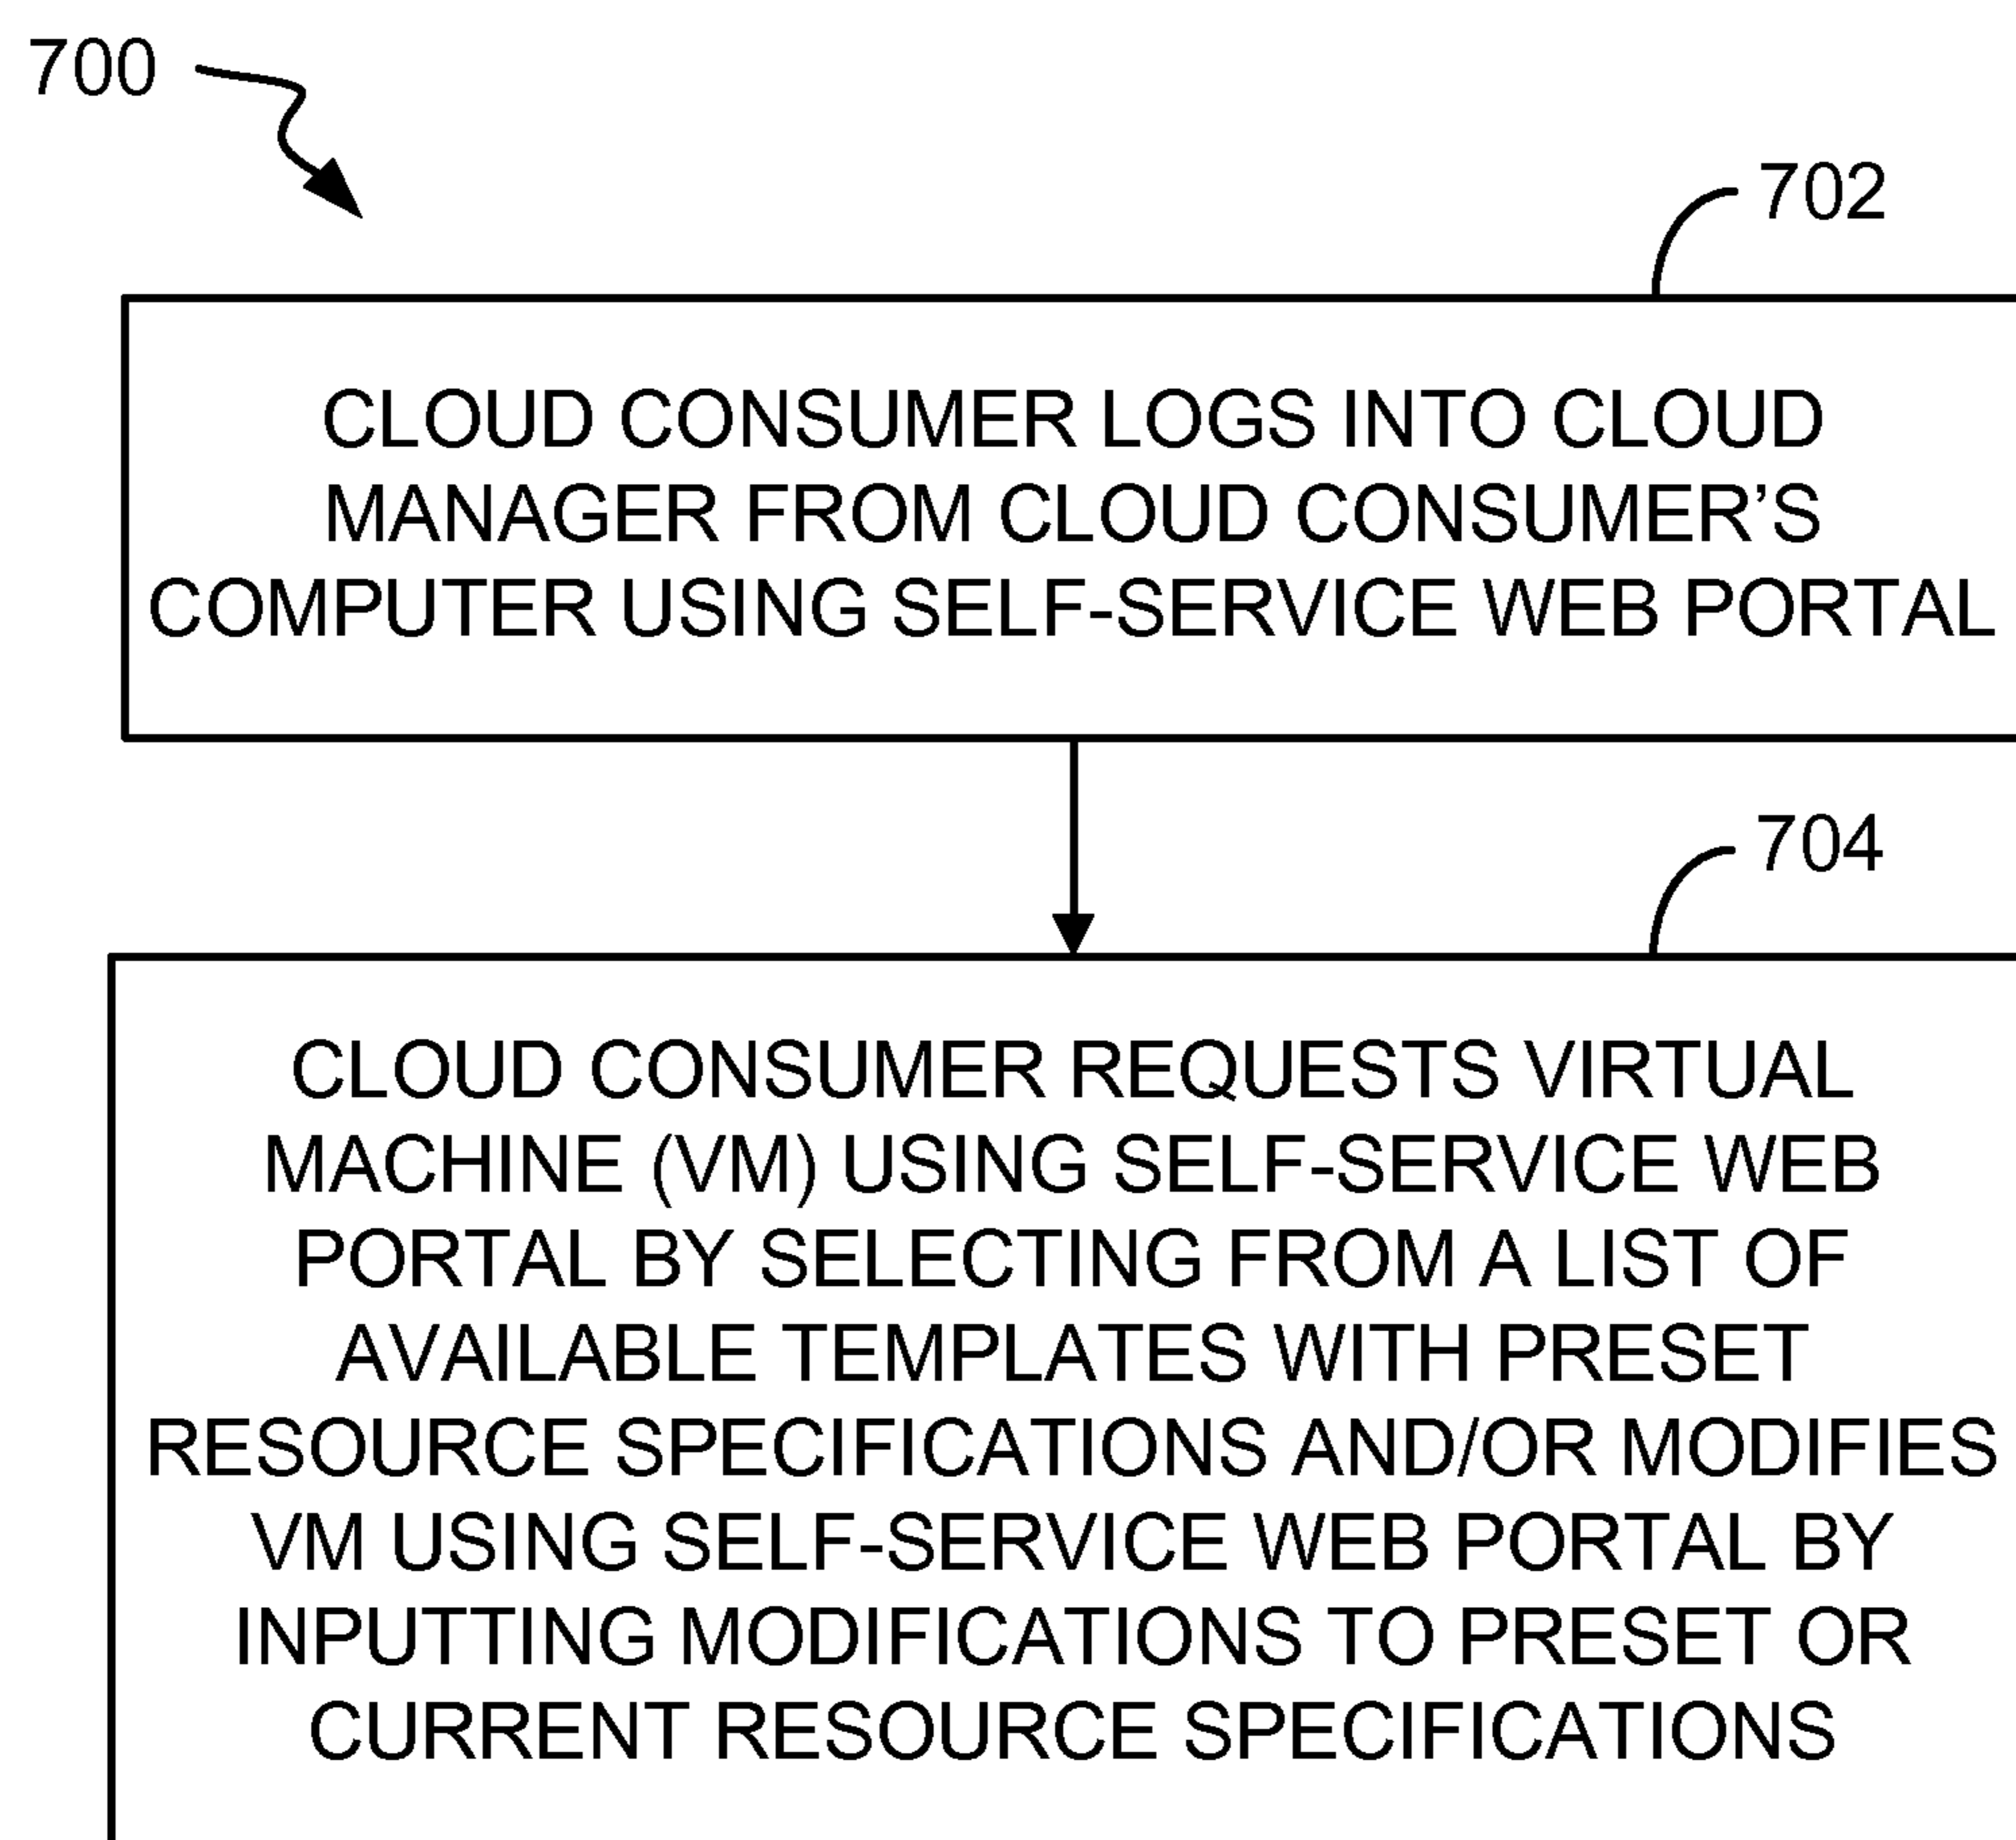 700
702
CLOUD CONSUMER LOGS INTO CLOUD
MANAGER FROM CLOUD CONSUMER’S
COMPUTER USING SELF-SERVICE WEB PORTAL
704
CLOUD CONSUMER REQUESTS VIRTUAL
MACHINE (VM) USING SELF-SERVICE WEB
PORTAL BY SELECTING FROM A LIST OF
AVAILABLE TEMPLATES WITH PRESET
RESOURCE SPECIFICATIONS AND/OR MODIFIES
VM USING SELF-SERVICE WEB PORTAL BY
INPUTTING MODIFICATIONS TO PRESET OR
CURRENT RESOURCE SPECIFICATIONS